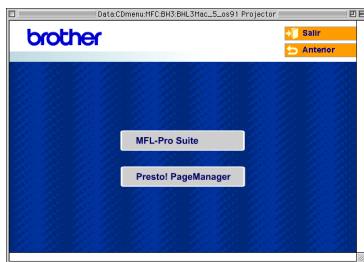 Data:CDmenu:MFC:BH3:BHL3Mac_5_os91 Projector
brother
Salir
Anterior
MFL-Pro Suite
Presto! PageManager